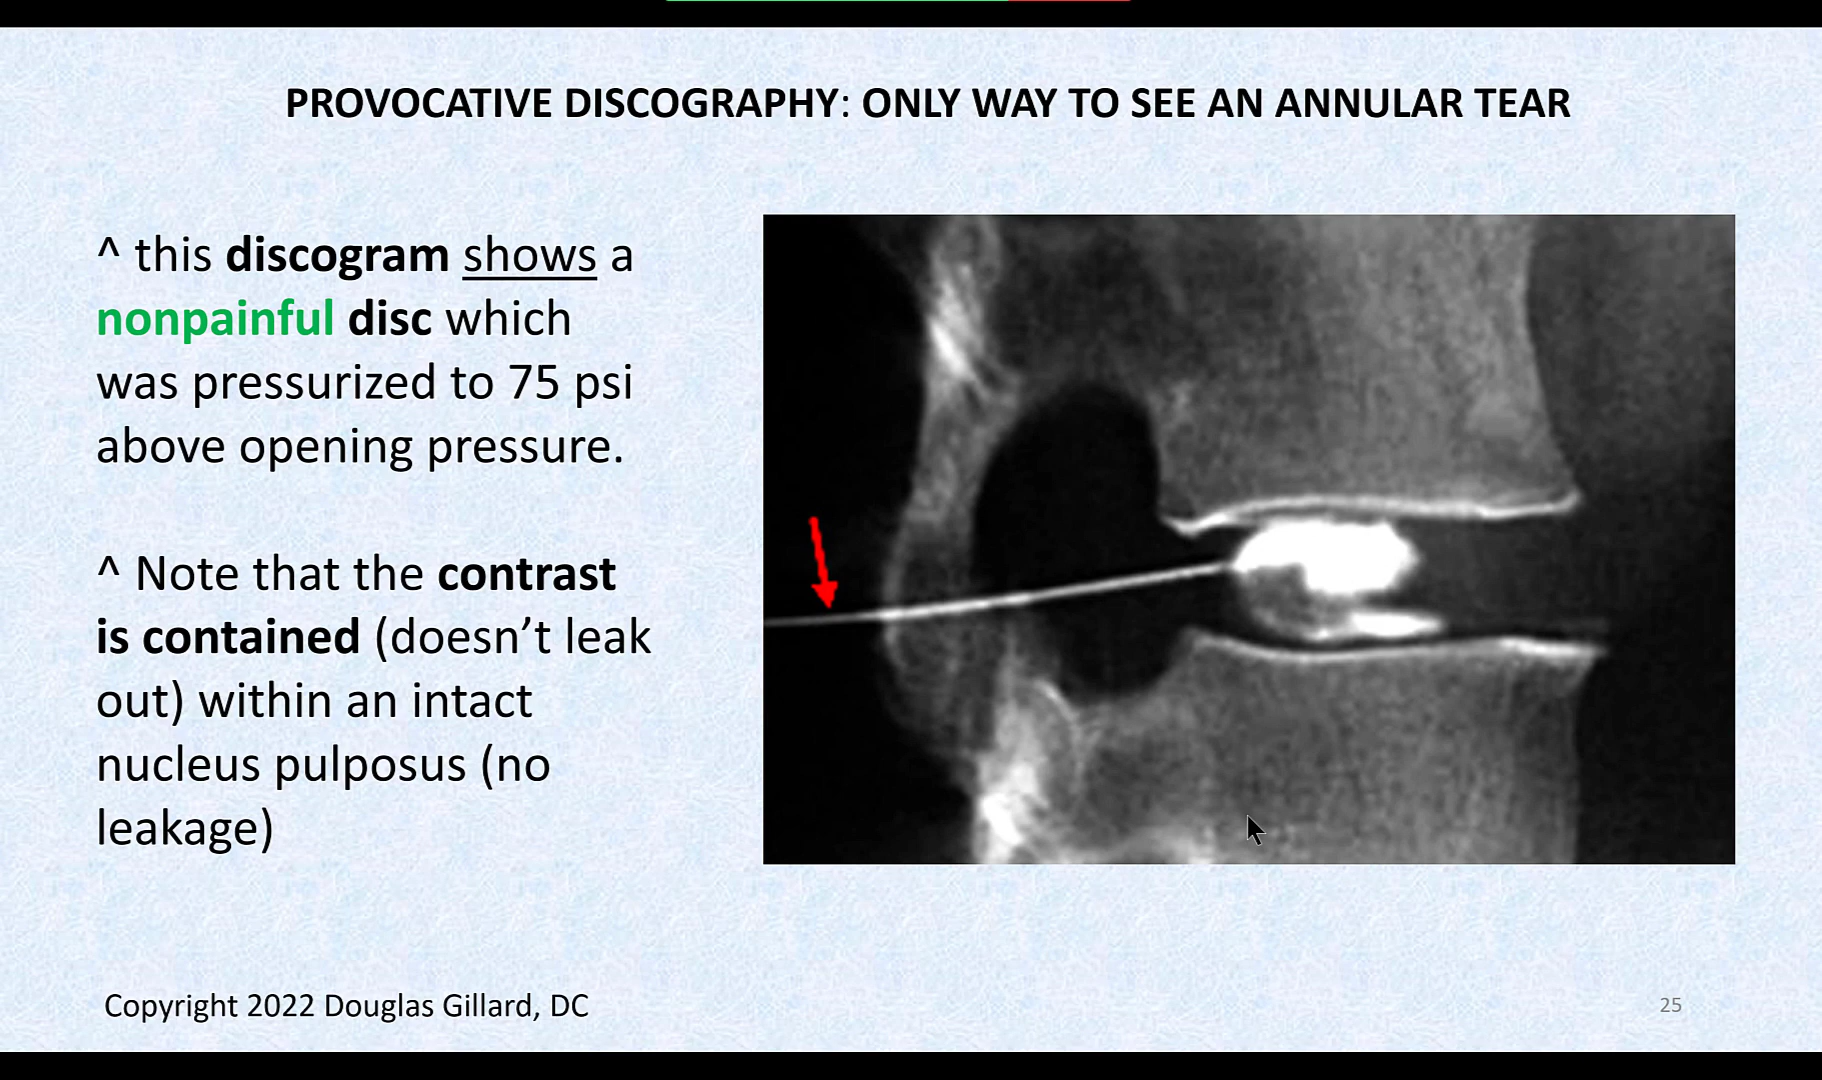 PROVOCATIVE DISCOGRAPHY: ONLY WAY TO SEE AN ANNULAR TEAR
^ this discogram shows a
nonpainful disc which
was pressurized to 75 psi
above opening pressure.
^ Note that the contrast
is contained (doesn’t leak
out) within an intact
nucleus pulposus (no
leakage)
Copyright 2022 Douglas Gillard, DC
25